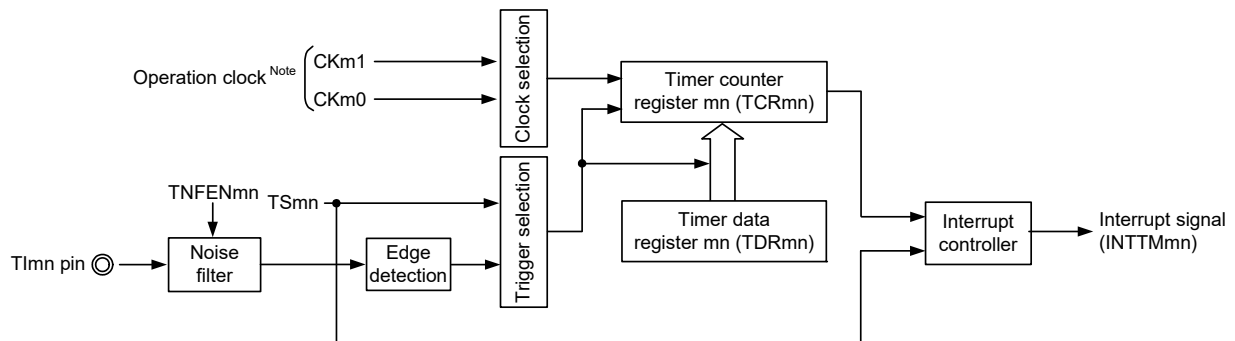 Operation clock Note
CKm1
CKm0
Clock selection
Timer counter
register mn (TCRmn)
TNFENmn
TSmn
Trigger selection
Timer data
register mn (TDRmn)
Interrupt
controller
Interrupt signal
(INTTMmn)
TImn pin
Noise
filter
Edge
detection